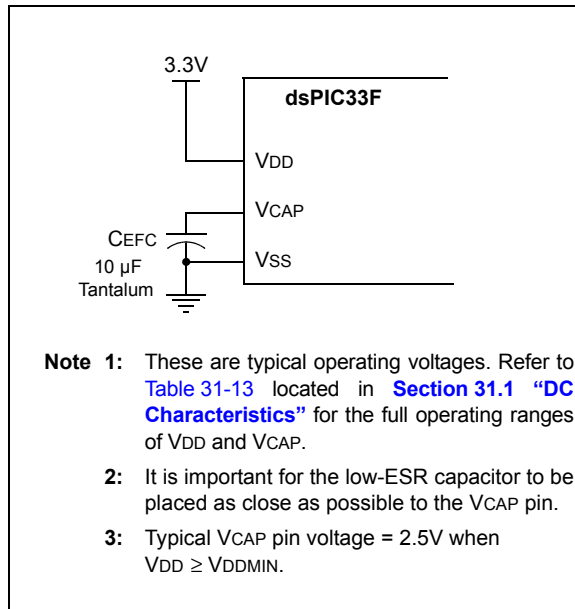 3.3V
dsPIC33F
VDD
VCAP
CEFC
VSS
10 µF
Tantalum
Note 1: These are typical operating voltages. Refer to
Table 31-13 located in Section 31.1 “DC
Characteristics” for the full operating ranges
of VDD and VCAP.
2: It is important for the low-ESR capacitor to be
placed as close as possible to the VCAP pin.
3: Typical VCAP pin voltage = 2.5V when
VDD ≥ VDDMIN.